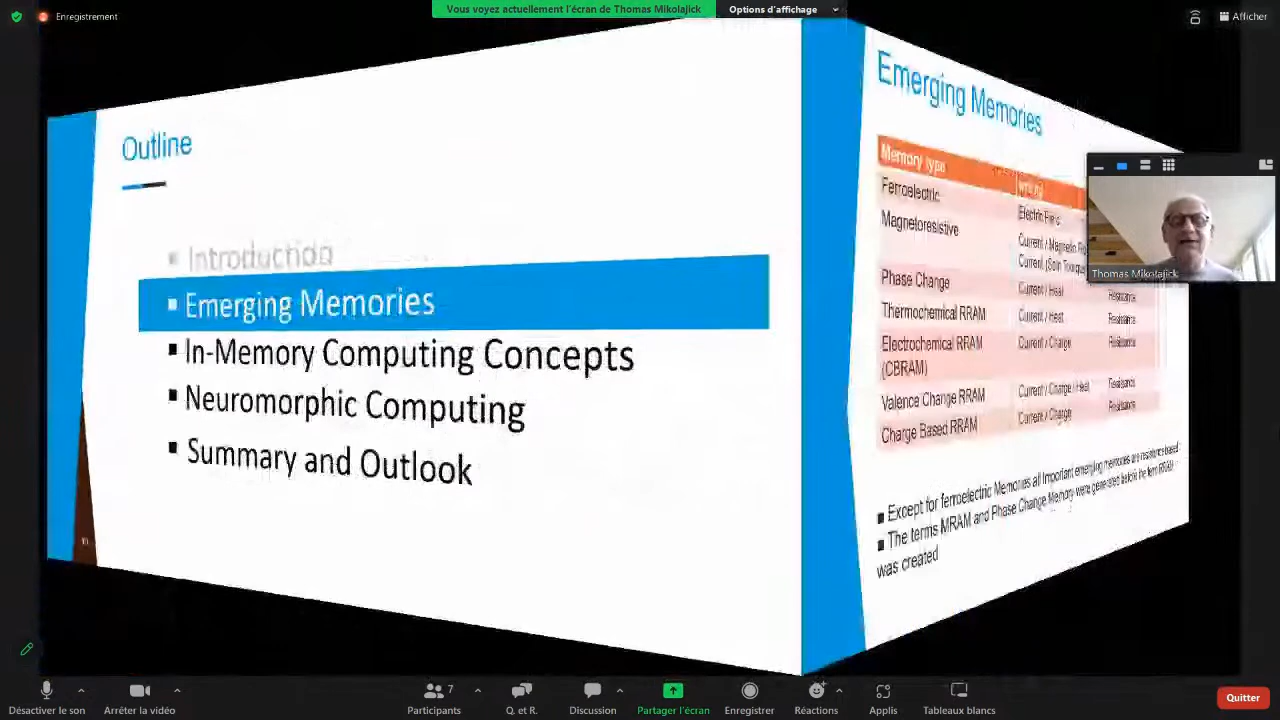 Enregistrement
Vous voyez actuellement l'écran de Thomas Mikolajick
Options d'affichage
Afficher
Outline
Introduction
Emerging Memories
In-Memory Computing Concepts
Neuromorphic Computing
Summary and Outlook
Emerging Memories
Memory type
Ferroelectric
Magnetoresistive
Current / Magnetic
Current (Spin Torque
Phase Change
Current / Heat
Resistance
Thermochemical RRAM
Current / Heat
Resistance
Electrochemical RRAM
Current / Charge
Resistance
(CBRAM)
Valence Change RRAM
Current / Charge / Heat
Resistance
Charge Based RRAM
Current / Charge
Resistance
Except for ferroelectric Memories all Important emerging memories are resistance based
The terms MRAM and Phase Change Memory were generated before the term RRAM
was created
Thomas Mikolajick
Désactiver le son
Arrêter la vidéo
Participants
7
Q. et R.
Discussion
Partager l'écran
Enregistrer
Réactions
Applis
Tableaux blancs
Quitter